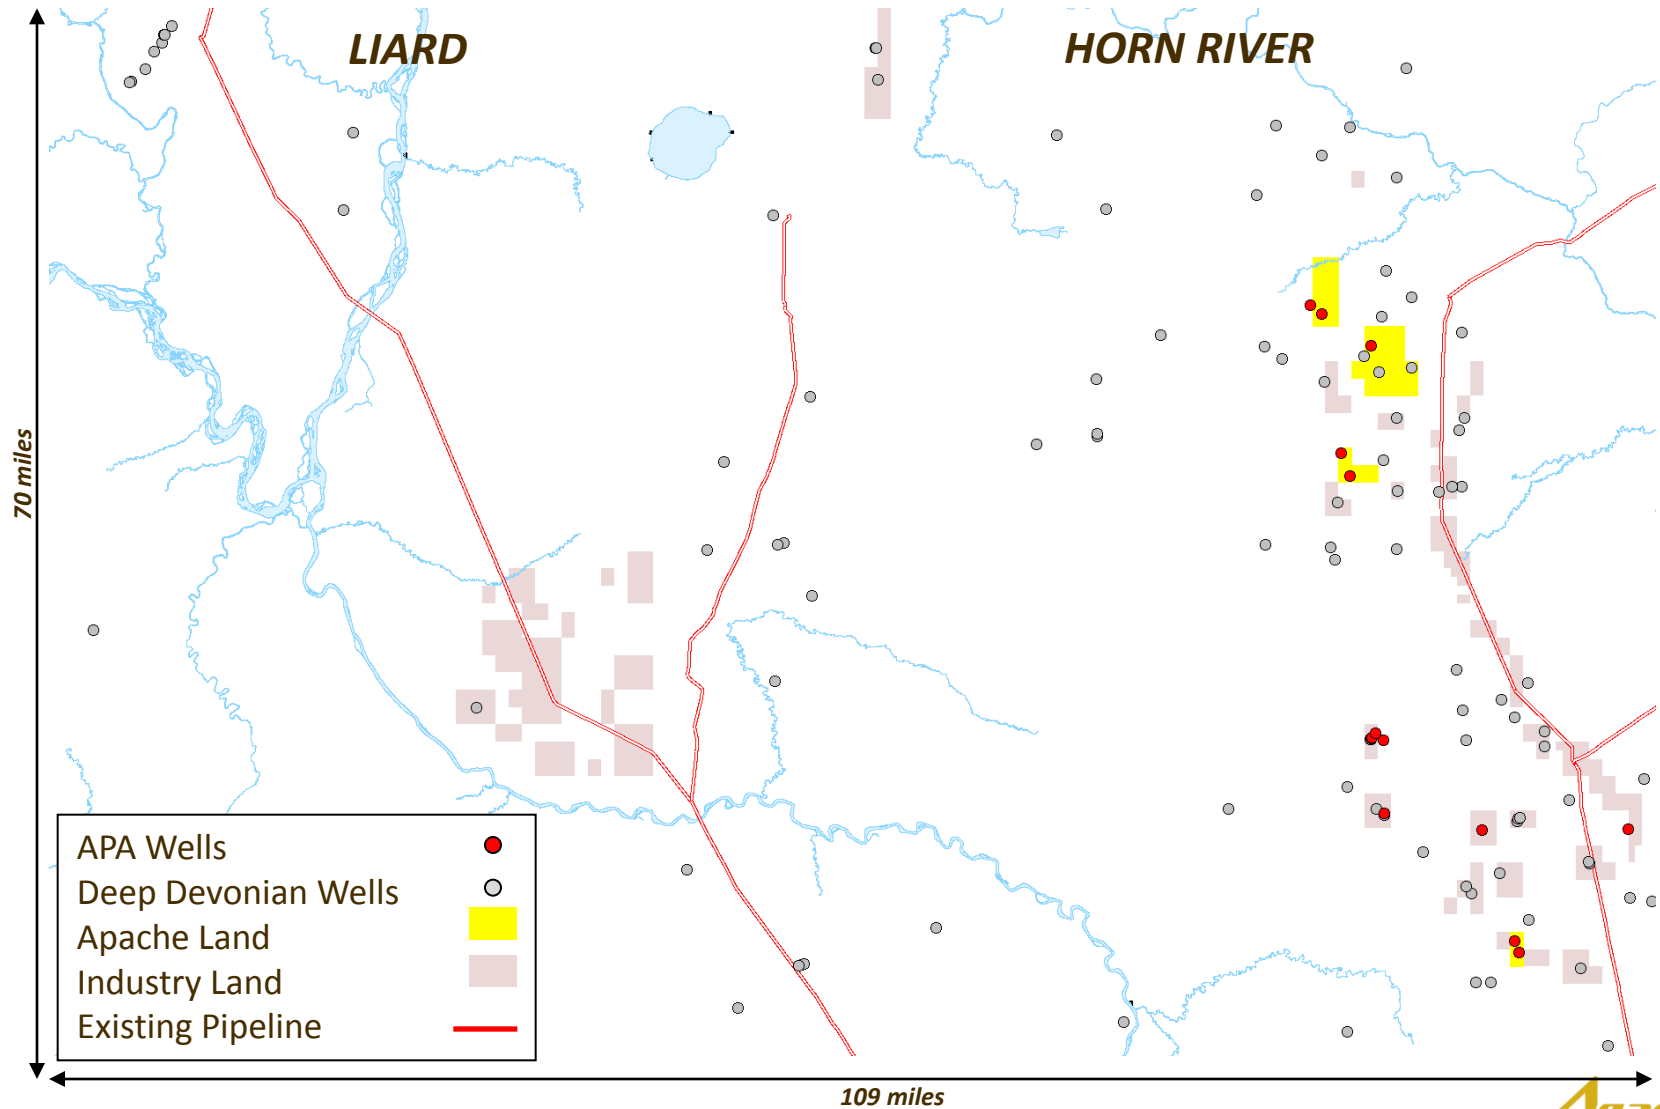 LIARD
HORN RIVER
70 miles
APA Wells
Deep Devonian Wells
Apache Land
Industry Land
Existing Pipeline
109 miles